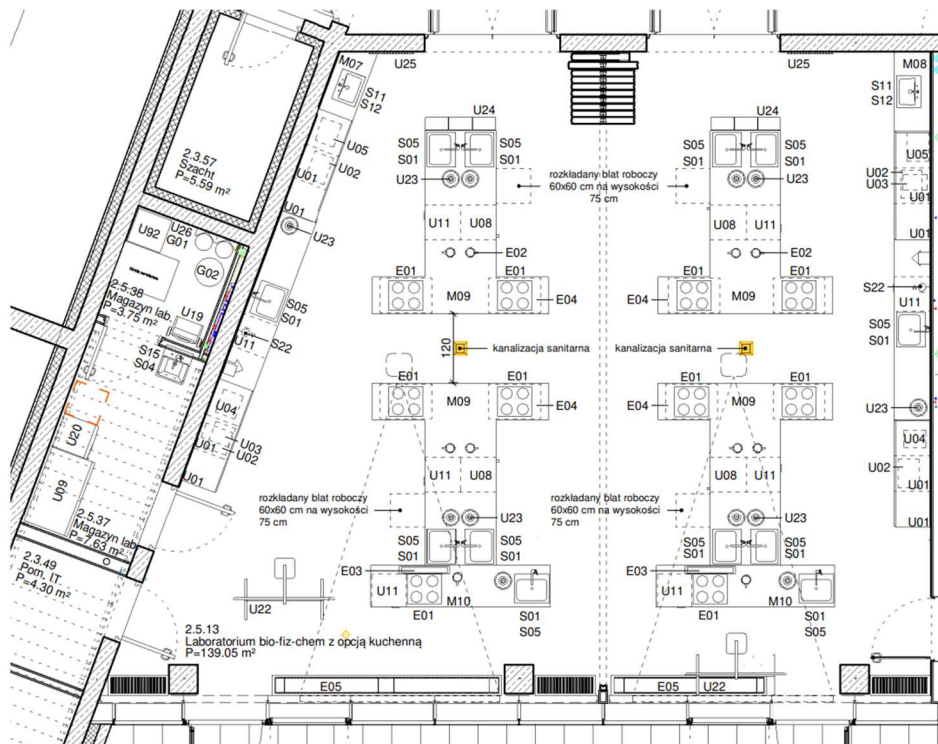 U25
U25
M07
M08
S11
S12
S11
S12
U24
U24
2.3.57
Szacht
P=5.59 m²
U05
U02
U01
S05
S01
S05
S01
S05
S01
S05
S01
U05
U02
U03
U01
U23
U23
rozkładany blat roboczy
60x60 cm na wysokości
75 cm
U01
U23
U92
U26
G01
G02
U11
U08
U08
U11
E02
E02
2.5.38
Magazyn lab.
P=3.75 m²
U19
S15
S04
S05
S01
U11
S22
E01
E01
M09
E04
E01
E01
M09
E04
S22
U11
S05
S01
120
kanalizacja sanitarna
kanalizacja sanitarna
E01
E01
M09
E04
E01
E01
M09
E04
U04
U03
U02
U01
U01
U23
U04
U02
U01
U01
U20
U09
U11
U08
U08
U11
rozkładany blat roboczy
60x60 cm na wysokości
75 cm
rozkładany blat roboczy
60x60 cm na wysokości
75 cm
U23
U23
2.5.37
Magazyn lab.
P=7.63 m²
S05
S01
S05
S01
S05
S01
2.3.49
Pom. IT
P=4.30 m²
E03
U11
E01
M10
S01
S05
E03
U11
E01
M10
S01
S05
U22
2.5.13
Laboratorium bio-fiz-chem z opcją kuchenną
P=139.05 m²
E05
E05
U22